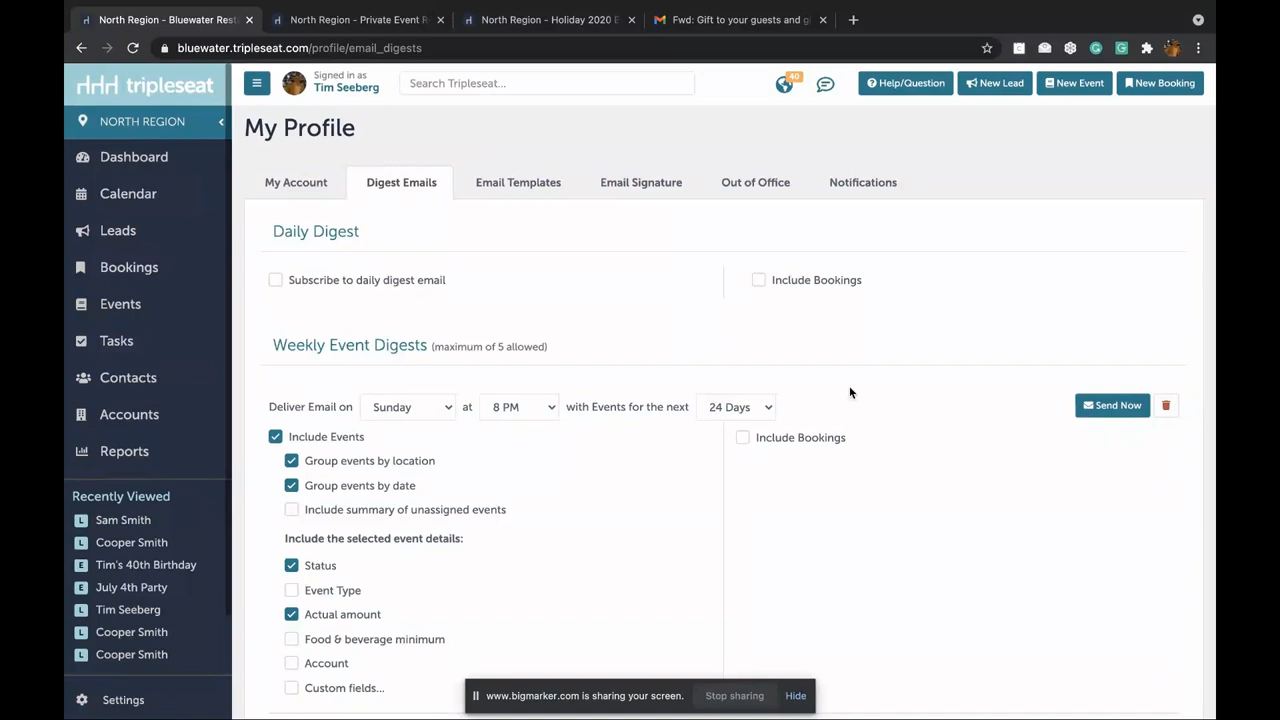 North Region - Bluewater Rest
North Region - Private Event R
North Region - Holiday 2020 E
Fwd: Gift to your guests and g
bluewater.tripleseat.com/profile/email_digests
tripleseat
Signed in as
Tim Seeberg
Search Tripleseat...
40
Help/Question
New Lead
New Event
New Booking
NORTH REGION
Dashboard
Calendar
Leads
Bookings
Events
Tasks
Contacts
Accounts
Reports
Recently Viewed
L Sam Smith
L Cooper Smith
E Tim's 40th Birthday
E July 4th Party
L Tim Seeberg
L Cooper Smith
L Cooper Smith
Settings
My Profile
My Account
Digest Emails
Email Templates
Email Signature
Out of Office
Notifications
Daily Digest
Subscribe to daily digest email
Include Bookings
Weekly Event Digests (maximum of 5 allowed)
Deliver Email on Sunday at 8 PM with Events for the next 24 Days
Send Now
Include Events
Include Bookings
Group events by location
Group events by date
Include summary of unassigned events
Include the selected event details:
Status
Event Type
Actual amount
Food & beverage minimum
Account
Custom fields...
www.bigmarker.com is sharing your screen.
Stop sharing
Hide